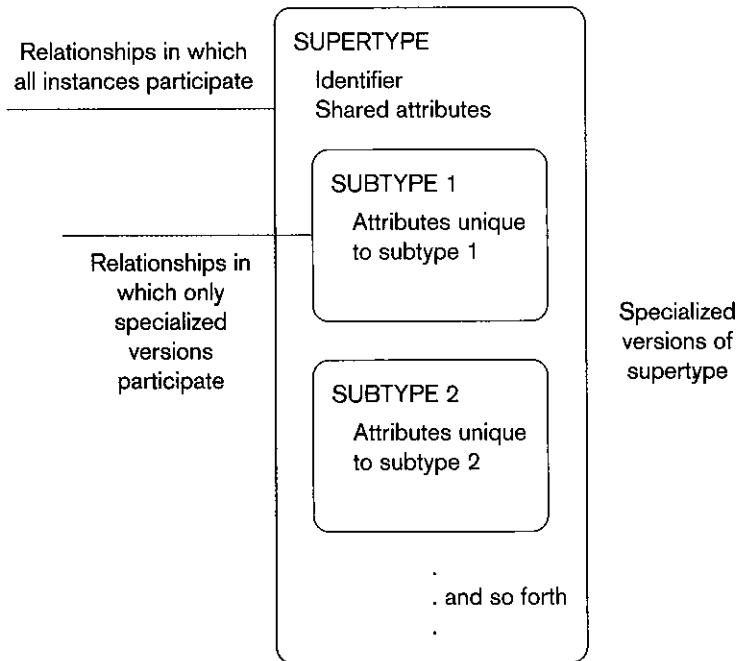 Relationships in which
all instances participate
SUPERTYPE
Identifier
Shared attributes
SUBTYPE 1
Attributes unique
to subtype 1
Relationships in
which only
specialized
versions
participate
Specialized
versions of
supertype
SUBTYPE 2
Attributes unique
to subtype 2
.
. and so forth
.